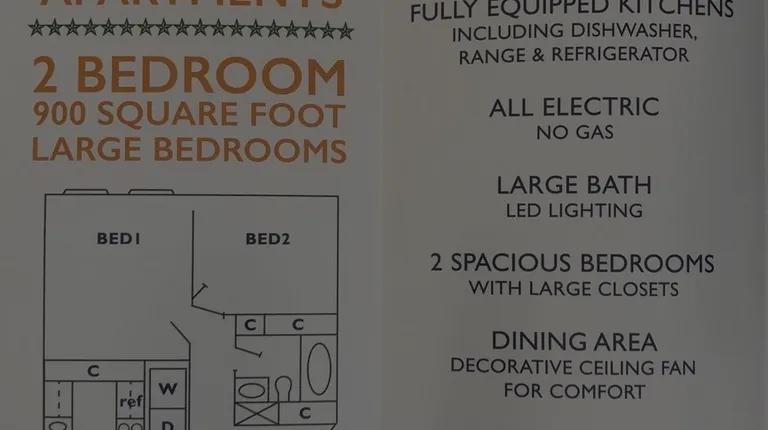 APARTMENTS
2 BEDROOM
900 SQUARE FOOT
LARGE BEDROOMS
BED1
BED2
C
C
C
W
ref
D
C
FULLY EQUIPPED KITCHENS
INCLUDING DISHWASHER,
RANGE & REFRIGERATOR
ALL ELECTRIC
NO GAS
LARGE BATH
LED LIGHTING
2 SPACIOUS BEDROOMS
WITH LARGE CLOSETS
DINING AREA
DECORATIVE CEILING FAN
FOR COMFORT